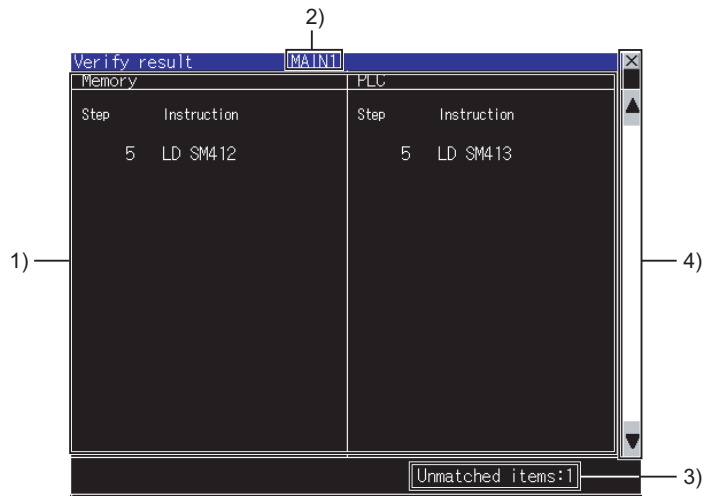 2)
Verify result MAIN1 ×
Memory PLC
Step Instruction Step Instruction
5 LD SM412 5 LD SM413
1)
4)
Unmatched items:1
3)